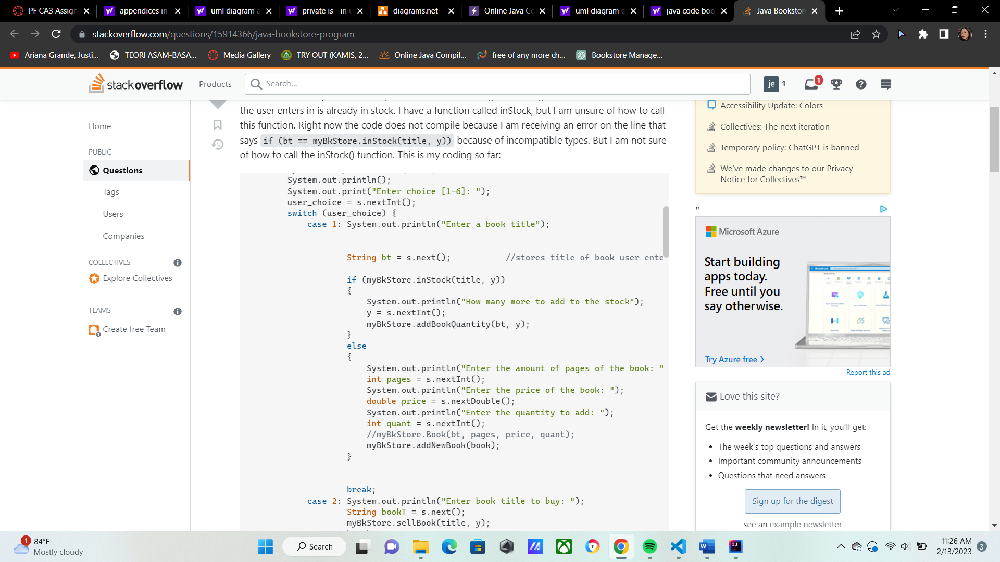 PF CA3 Assign
appendices in
uml diagram a
private is - in u
diagrams.net
Online Java Co
uml diagram e
java code boo
Java Bookstor
stackoverflow.com/questions/15914366/java-bookstore-program
Ariana Grande, Justi...
TEORI ASAM-BASA...
Media Gallery
TRY OUT (KAMIS, 2...
Online Java Compil...
free of any more ch...
Bookstore Manage...
stackoverflow
Products
Search...
je
1
1
Home
PUBLIC
Questions
Tags
Users
Companies
COLLECTIVES
Explore Collectives
TEAMS
Create free Team
the user enters in is already in stock. I have a function called inStock, but I am unsure of how to call
this function. Right now the code does not compile because I am receiving an error on the line that
says if (bt == myBkStore.inStock(title, y)) because of incompatible types. But I am not sure
of how to call the inStock() function. This is my coding so far:
System.out.println();
System.out.print("Enter choice [1-6]: ");
user_choice = s.nextInt();
switch (user_choice) {
case 1: System.out.println("Enter a book title");
String bt = s.next(); //stores title of book user ente
if (myBkStore.inStock(title, y))
{
System.out.println("How many more to add to the stock");
y = s.nextInt();
myBkStore.addBookQuantity(bt, y);
}
else
{
System.out.println("Enter the amount of pages of the book: "
int pages = s.nextInt();
System.out.println("Enter the price of the book: ");
double price = s.nextDouble();
System.out.println("Enter the quantity to add: ");
int quant = s.nextInt();
//myBkStore.Book(bt, pages, price, quant);
myBkStore.addNewBook(book);
}
break;
case 2: System.out.println("Enter book title to buy: ");
String bookT = s.next();
myBkStore.sellBook(title, y);
Accessibility Update: Colors
Collectives: The next iteration
Temporary policy: ChatGPT is banned
We've made changes to our Privacy
Notice for Collectives™
"
Microsoft Azure
Start building
apps today.
Free until you
say otherwise.
Try Azure free >
Report this ad
Love this site?
Get the weekly newsletter! In it, you'll get:
• The week's top questions and answers
• Important community announcements
• Questions that need answers
Sign up for the digest
see an example newsletter
1
84°F
Mostly cloudy
Search
11:26 AM
2/13/2023
3